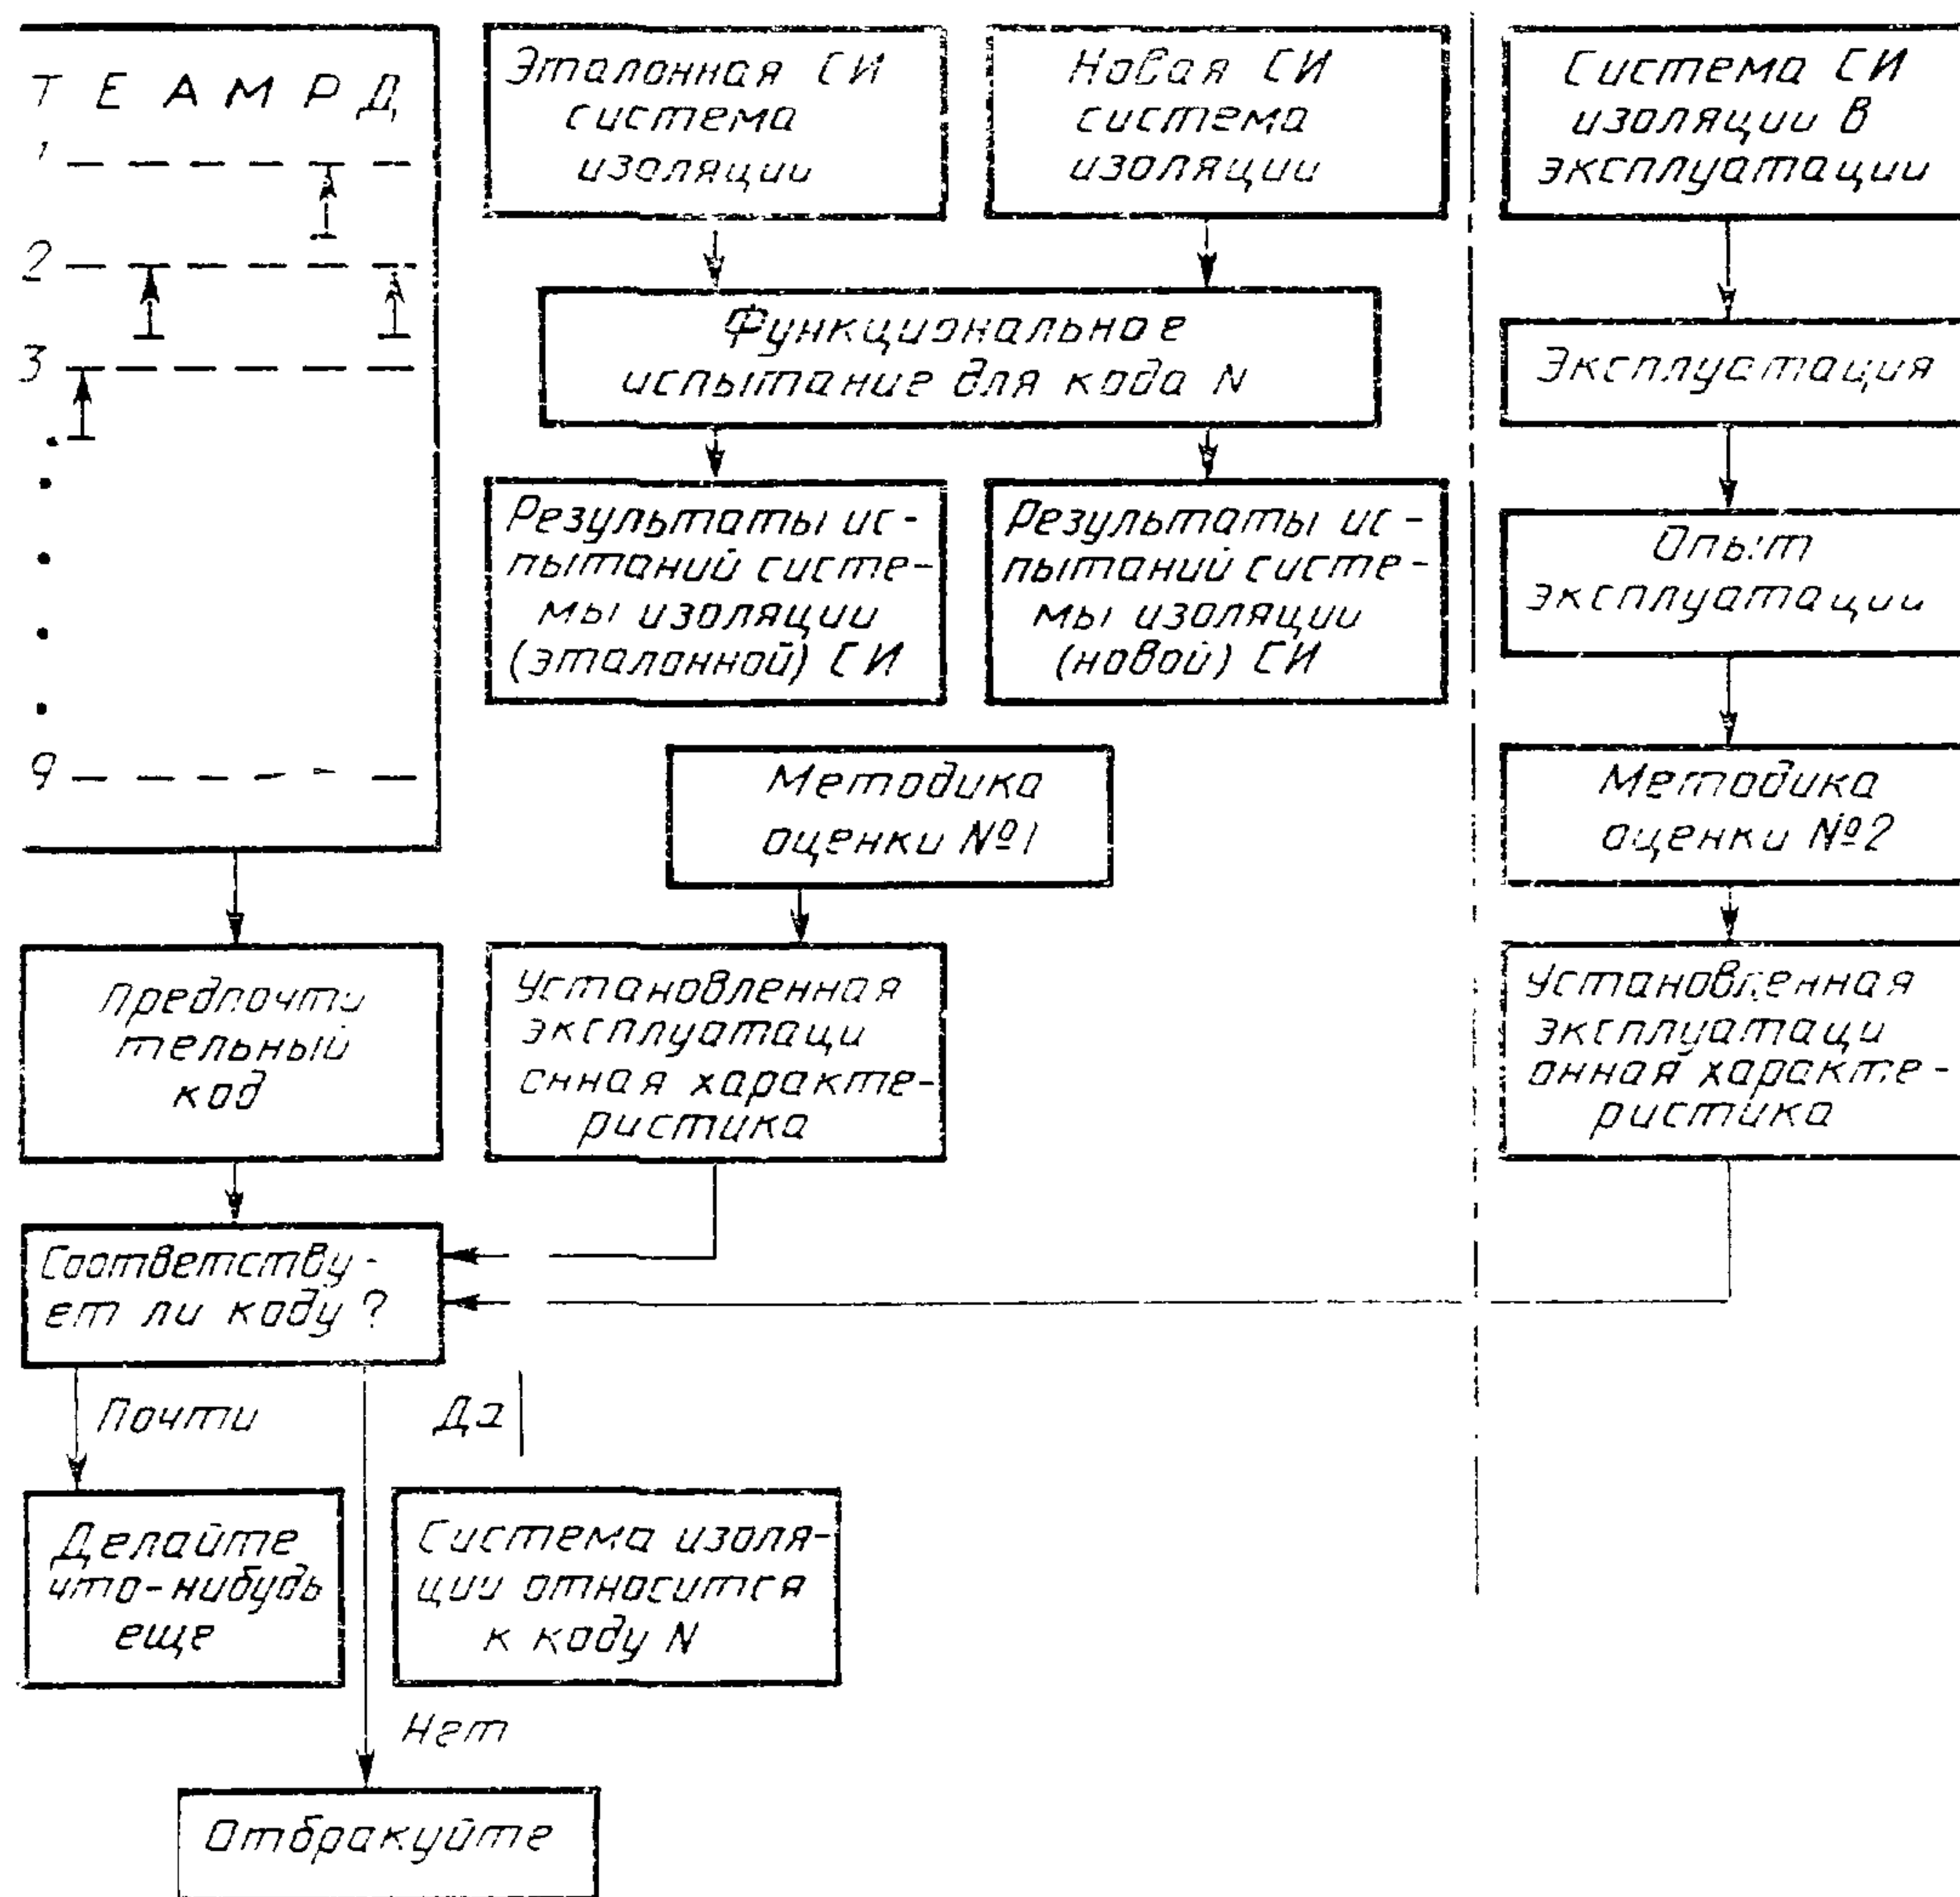 Т Е А М Р Д
1
2
3
9
Эталонная СИ
система
изоляции
Новая СИ
система
изоляции
Система СИ
изоляции в
эксплуатации
Функциональное
испытание для кода N
Эксплуатация
Результаты ис-
пытаний систе-
мы изоляции
(эталонной) СИ
Результаты ис-
пытаний систе-
мы изоляции
(новой) СИ
Опыт
эксплуатации
Методика
оценки №1
Методика
оценки №2
Предпочти
тельный
код
Установленная
эксплуатаци
онная характе-
ристика
Установленная
эксплуатаци
онная характе-
ристика
Соответству-
ет ли коду?
Почти
Да
Делайте
что-нибудь
еще
Система изоля-
ции относится
к коду N
Нет
Отбракуйте